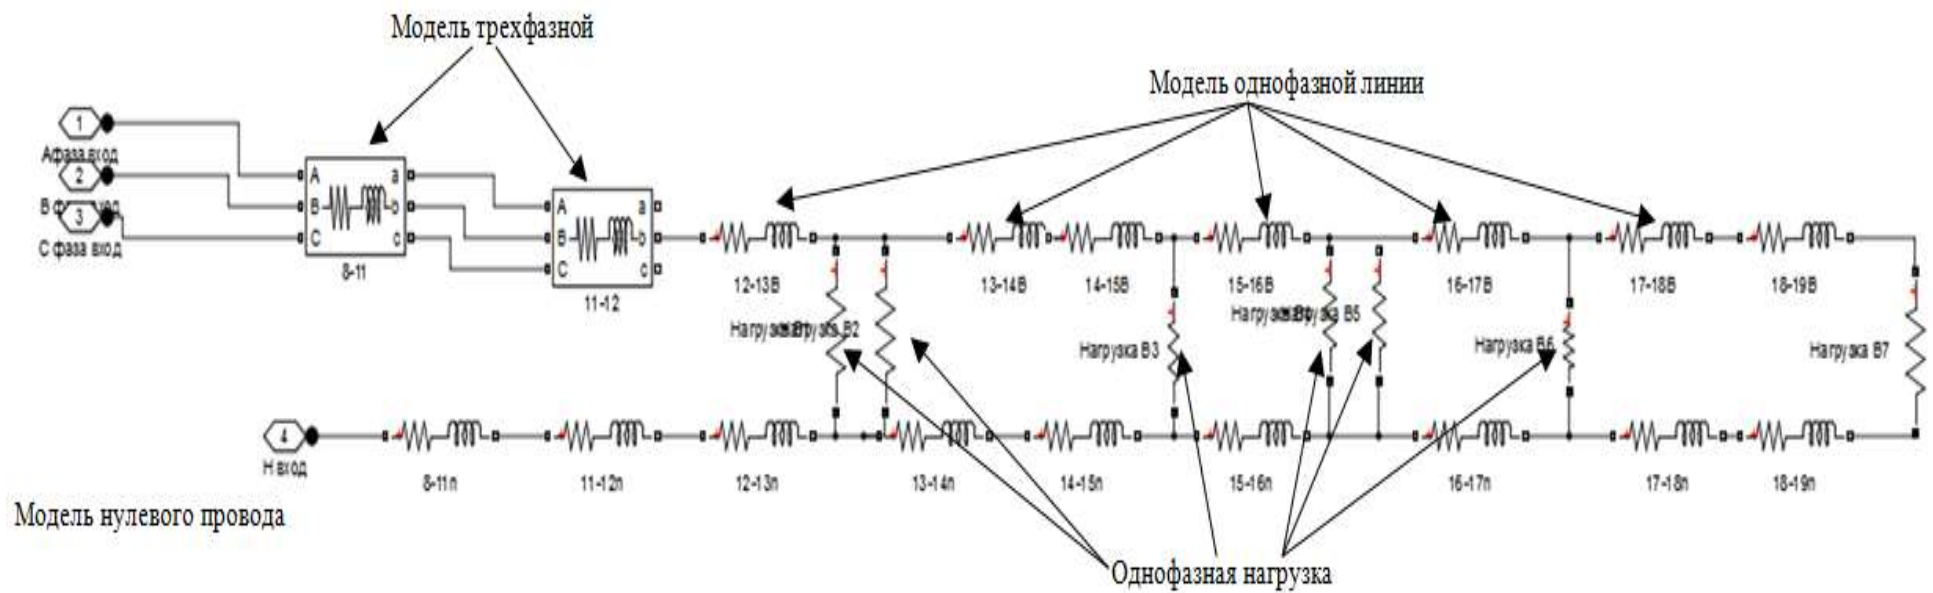 Модель трехфазной
Модель однофазной линии
1
Афаза вход
2
3
С фаза вход
A
B
C
a
b
c
8-11
A
B
C
a
b
c
11-12
12-13В
13-14В
14-15В
15-16В
16-17В
17-18В
18-19В
Нагрузка В2
Нагрузка В3
Нагрузка В5
Нагрузка В6
Нагрузка В7
4
Н вход
8-11n
11-12n
12-13n
13-14n
14-15n
15-16n
16-17n
17-18n
18-19n
Модель нулевого провода
Однофазная нагрузка